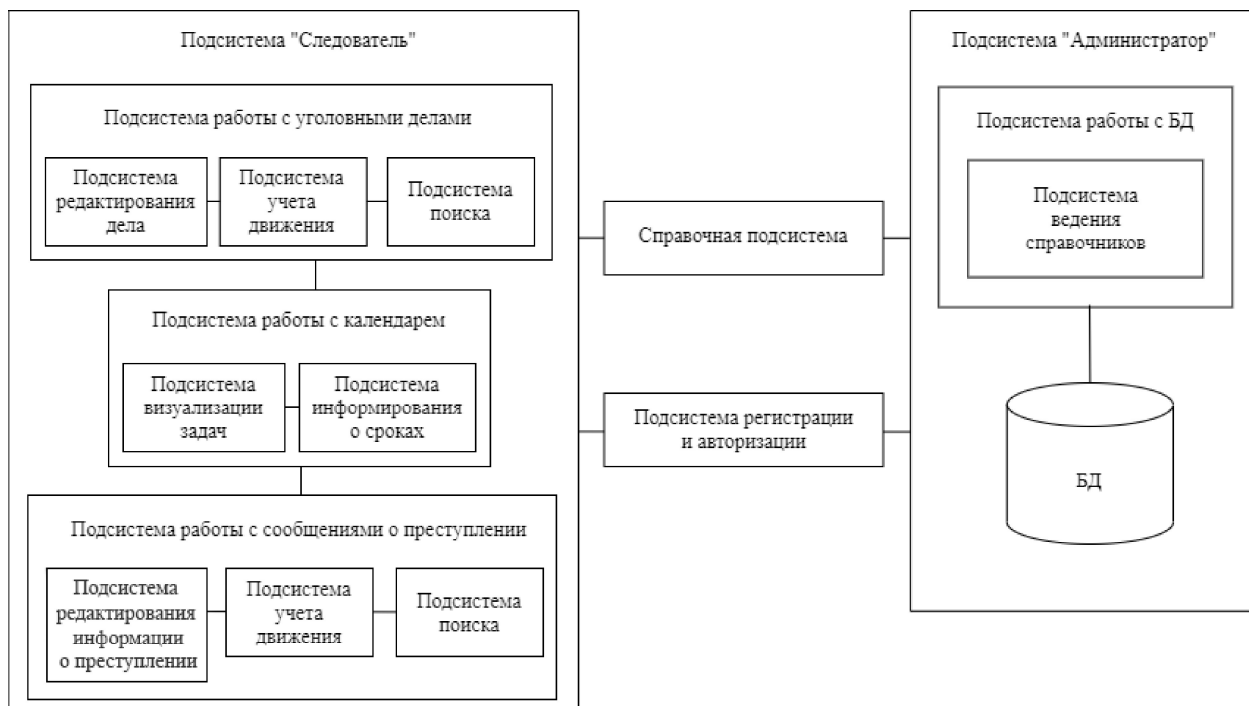 Подсистема "Следователь"
Подсистема работы с уголовными делами
Подсистема
редактирования
дела
Подсистема
учета
движения
Подсистема
поиска
Подсистема работы с календарем
Подсистема
визуализации
задач
Подсистема
информирования
о сроках
Подсистема работы с сообщениями о преступлении
Подсистема
редактирования
информации
о преступлении
Подсистема
учета
движения
Подсистема
поиска
Справочная подсистема
Подсистема регистрации
и авторизации
Подсистема "Администратор"
Подсистема работы с БД
Подсистема
ведения
справочников
БД